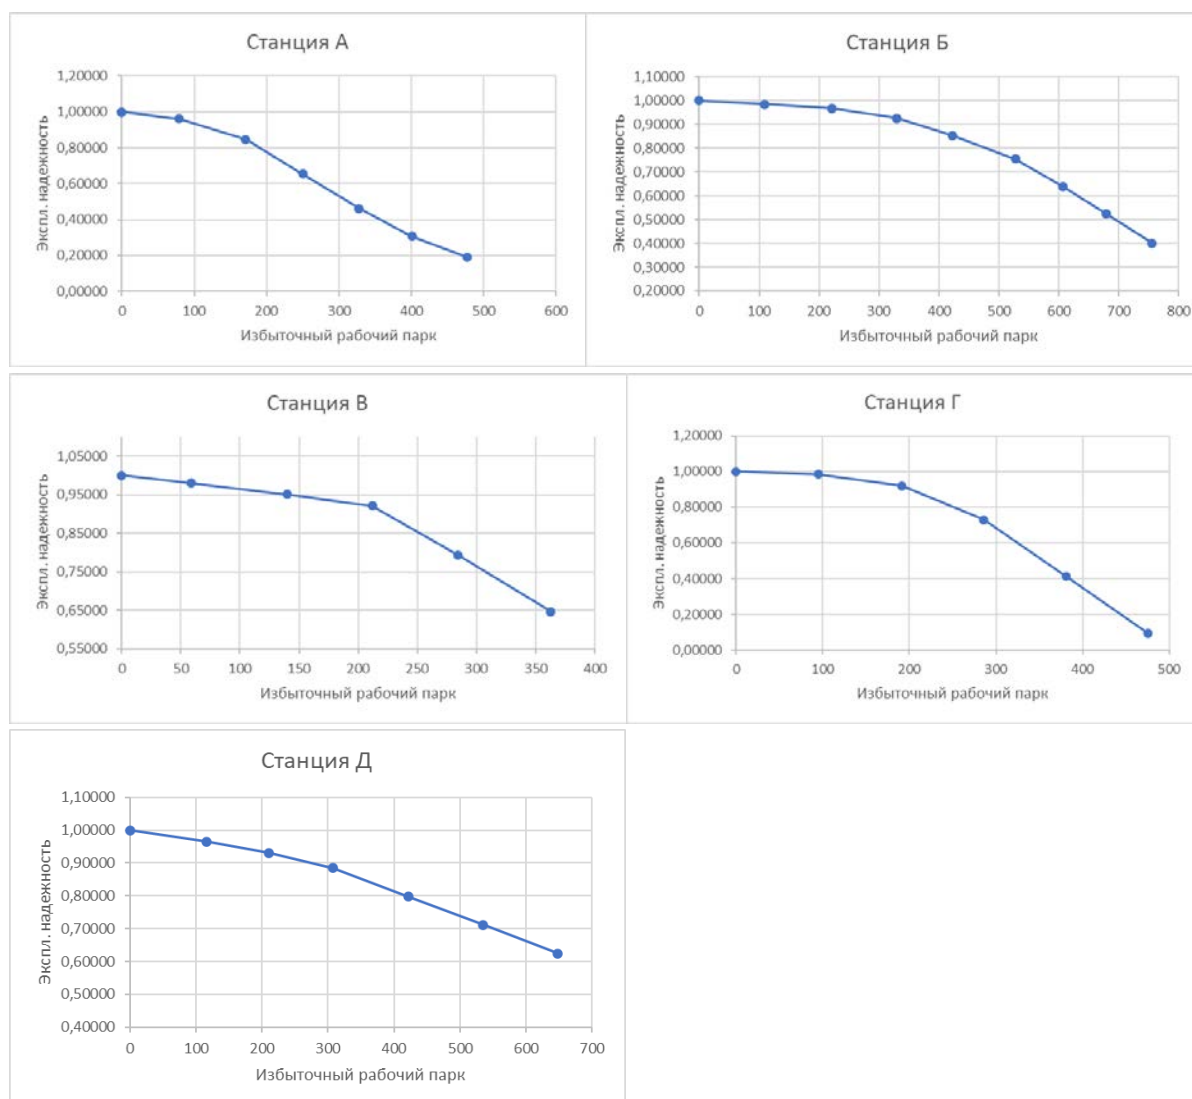 Станция А
1,20000
1,00000
0,80000
0,60000
0,40000
0,20000
0,00000
0 100 200 300 400 500 600
Экспл. надежность
Избыточный рабочий парк
Станция Б
1,10000
1,00000
0,90000
0,80000
0,70000
0,60000
0,50000
0,40000
0,30000
0,20000
0 100 200 300 400 500 600 700 800
Экспл. надежность
Избыточный рабочий парк
Станция В
1,05000
0,95000
0,85000
0,75000
0,65000
0,55000
0 50 100 150 200 250 300 350 400
Экспл. надежность
Избыточный рабочий парк
Станция Г
1,20000
1,00000
0,80000
0,60000
0,40000
0,20000
0,00000
0 100 200 300 400 500
Экспл. надежность
Избыточный рабочий парк
Станция Д
1,10000
1,00000
0,90000
0,80000
0,70000
0,60000
0,50000
0,40000
0 100 200 300 400 500 600 700
Экспл. надежность
Избыточный рабочий парк